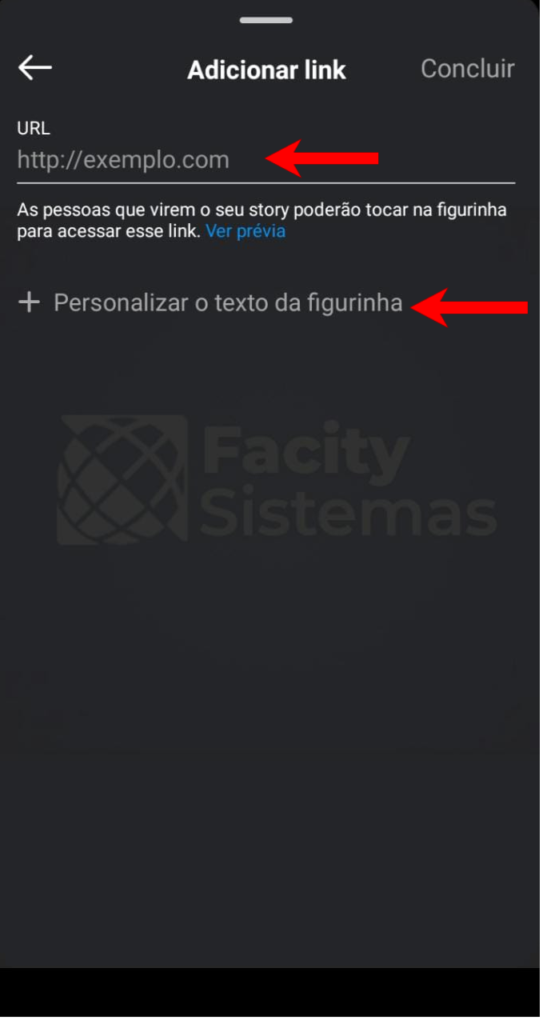 Adicionar link
Concluir
URL
http://exemplo.com
As pessoas que virem o seu story poderão tocar na figurinha
para acessar esse link. Ver prévia
+ Personalizar o texto da figurinha
Facity
Sistemas